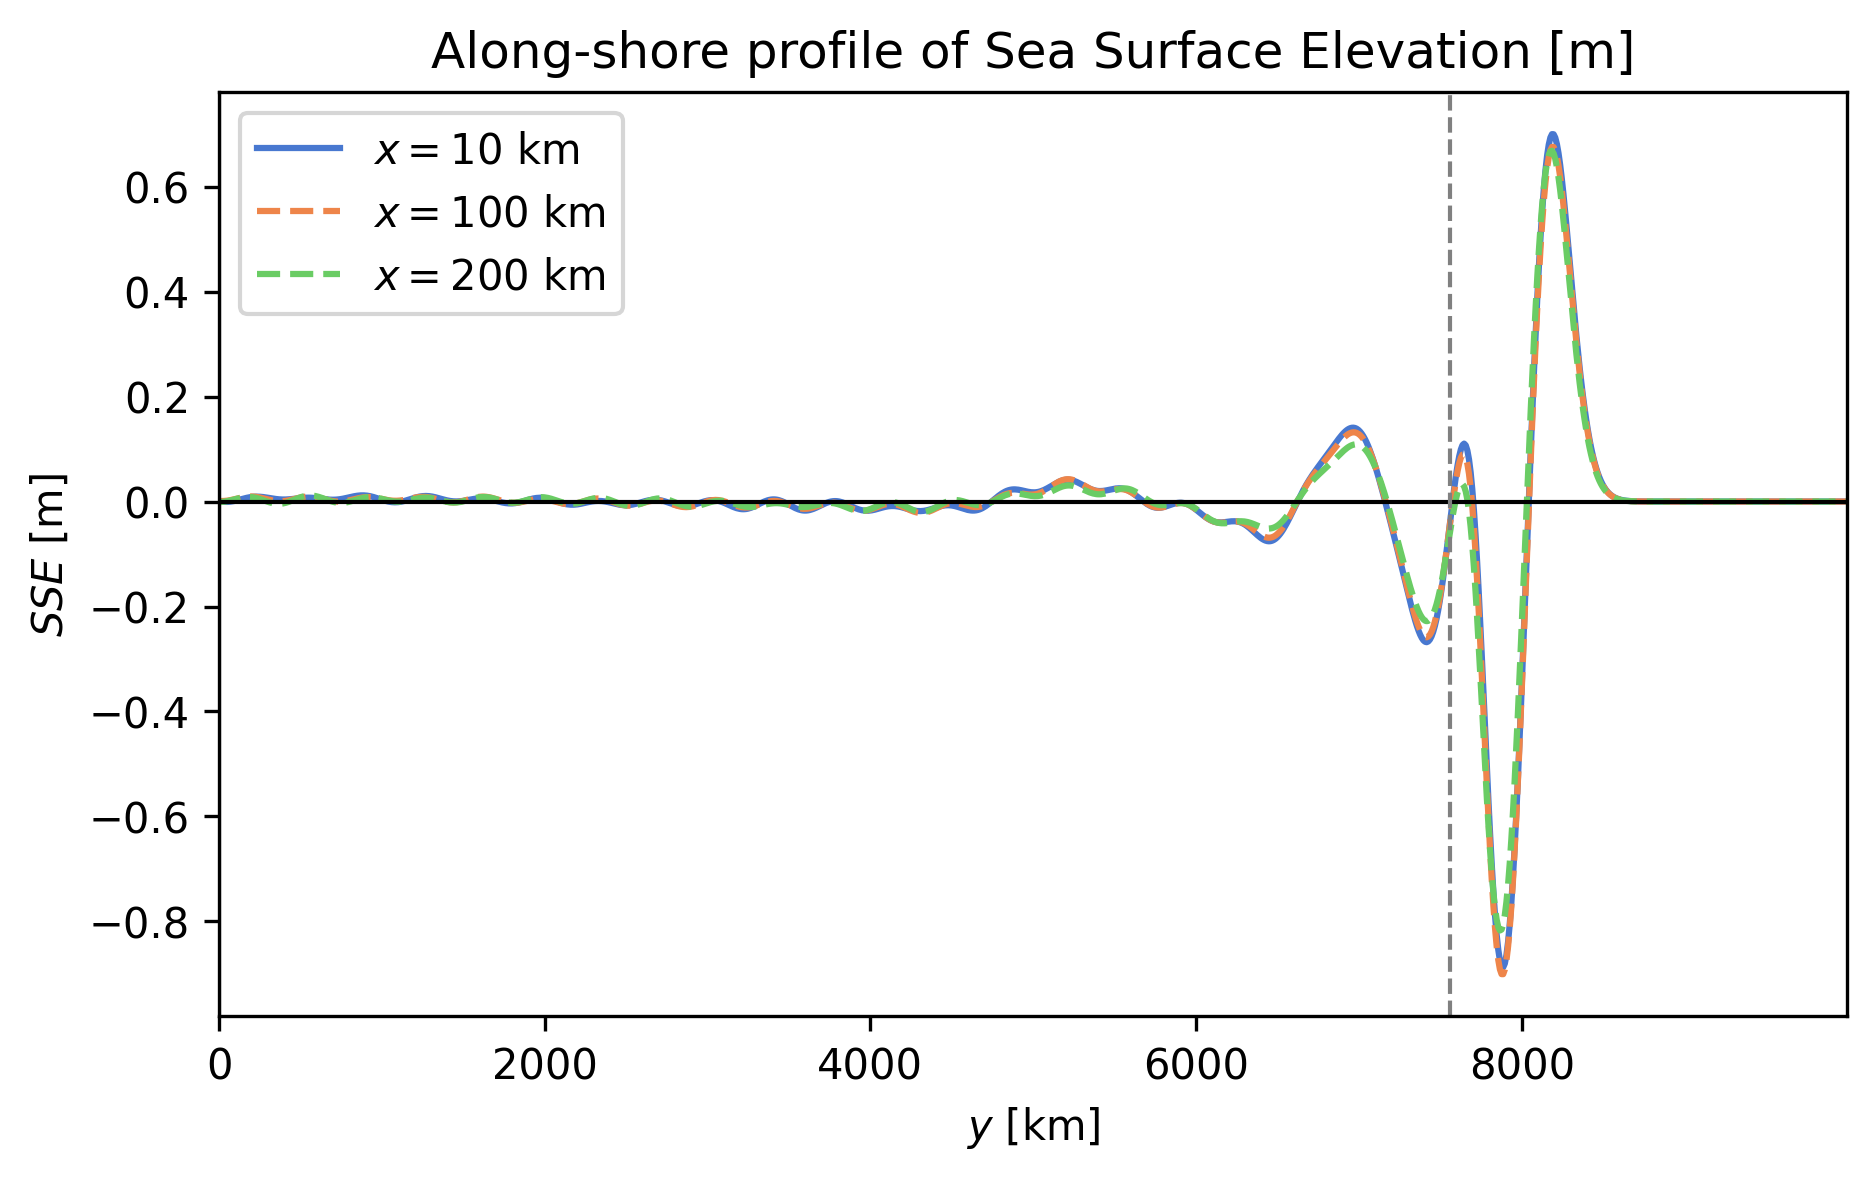 Along-shore profile of Sea Surface Elevation [m]
x = 10 km
x = 100 km
x = 200 km
0.6
0.4
0.2
0.0
−0.2
−0.4
−0.6
−0.8
SSE [m]
0 2000 4000 6000 8000
y [km]